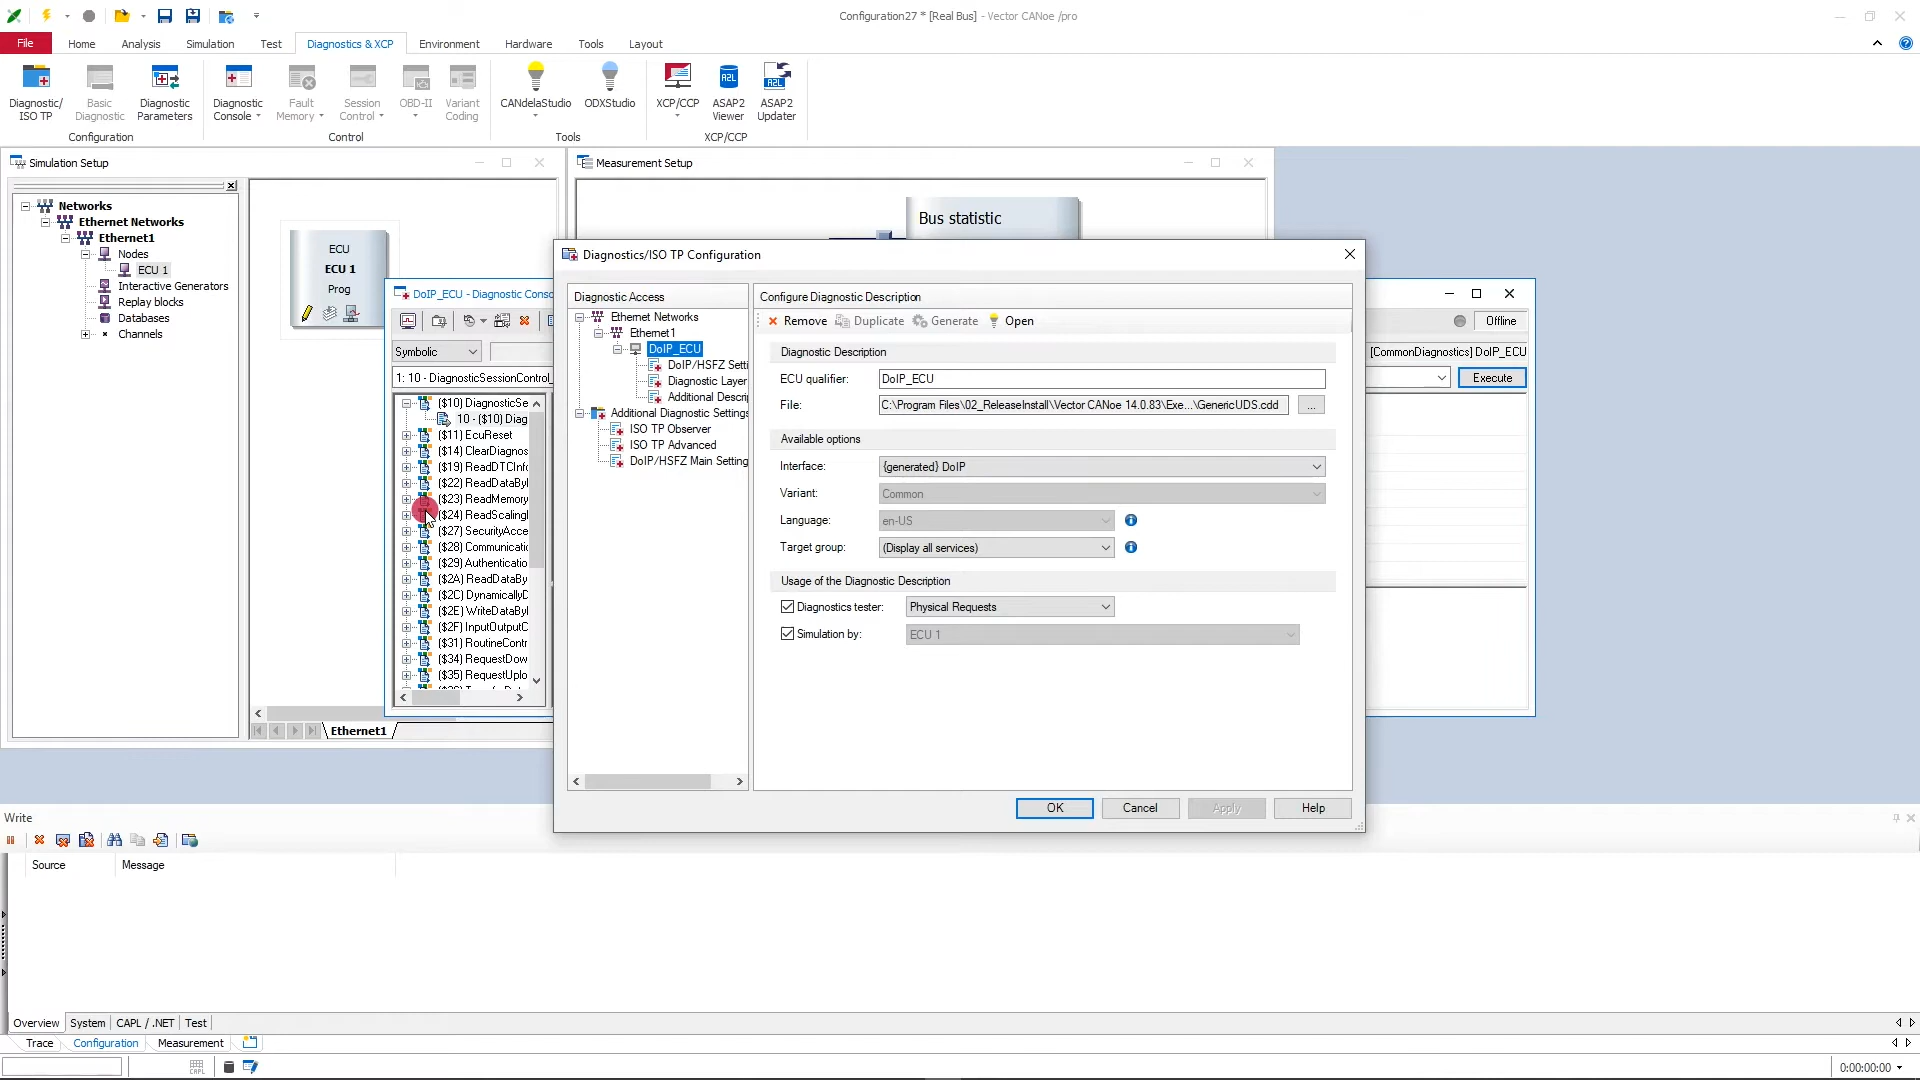 Configuration27 * [Real Bus] - Vector CANoe /pro
File
Home
Analysis
Simulation
Test
Diagnostics & XCP
Environment
Hardware
Tools
Layout
Diagnostic/
ISO TP
Basic
Diagnostic
Diagnostic
Parameters
Diagnostic
Console
Fault
Memory
Session
Control
OBD-II
Variant
Coding
CANdelaStudio
ODXStudio
XCP/CCP
ASAP2
Viewer
ASAP2
Updater
Configuration
Control
Tools
XCP/CCP
Simulation Setup
Networks
Ethernet Networks
Ethernet1
Nodes
ECU 1
Interactive Generators
Replay blocks
Databases
Channels
ECU
ECU 1
Prog
Ethernet1
Measurement Setup
Bus statistic
DoIP_ECU - Diagnostic Conso
Symbolic
1: 10 - DiagnosticSessionControl_
($10) DiagnosticSe
10 - ($10) Diag
($11) EcuReset
($14) ClearDiagnos
($19) ReadDTCInfo
($22) ReadDataByI
($23) ReadMemory
($24) ReadScalingI
($27) SecurityAcce
($28) Communicatic
($29) Authenticatio
($2A) ReadDataBy
($2C) DynamicallyD
($2E) WriteDataByI
($2F) InputOutputC
($31) RoutineContr
($34) RequestDow
($35) RequestUplo
Offline
[CommonDiagnostics] DoIP_ECU
Execute
Diagnostics/ISO TP Configuration
Diagnostic Access
Ethernet Networks
Ethernet1
DoIP_ECU
DoIP/HSFZ Setti
Diagnostic Layer
Additional Descri
Additional Diagnostic Settings
ISO TP Observer
ISO TP Advanced
DoIP/HSFZ Main Setting
Configure Diagnostic Description
Remove
Duplicate
Generate
Open
Diagnostic Description
ECU qualifier:
DoIP_ECU
File:
C:\Program Files\02_ReleaseInstall\Vector CANoe 14.0.83\Exe...\GenericUDS.cdd
...
Available options
Interface:
{generated} DoIP
Variant:
Common
Language:
en-US
Target group:
(Display all services)
Usage of the Diagnostic Description
Diagnostics tester:
Physical Requests
Simulation by:
ECU 1
OK
Cancel
Apply
Help
Write
Source
Message
Overview
System
CAPL / .NET
Test
Trace
Configuration
Measurement
CAPL
0:00:00:00